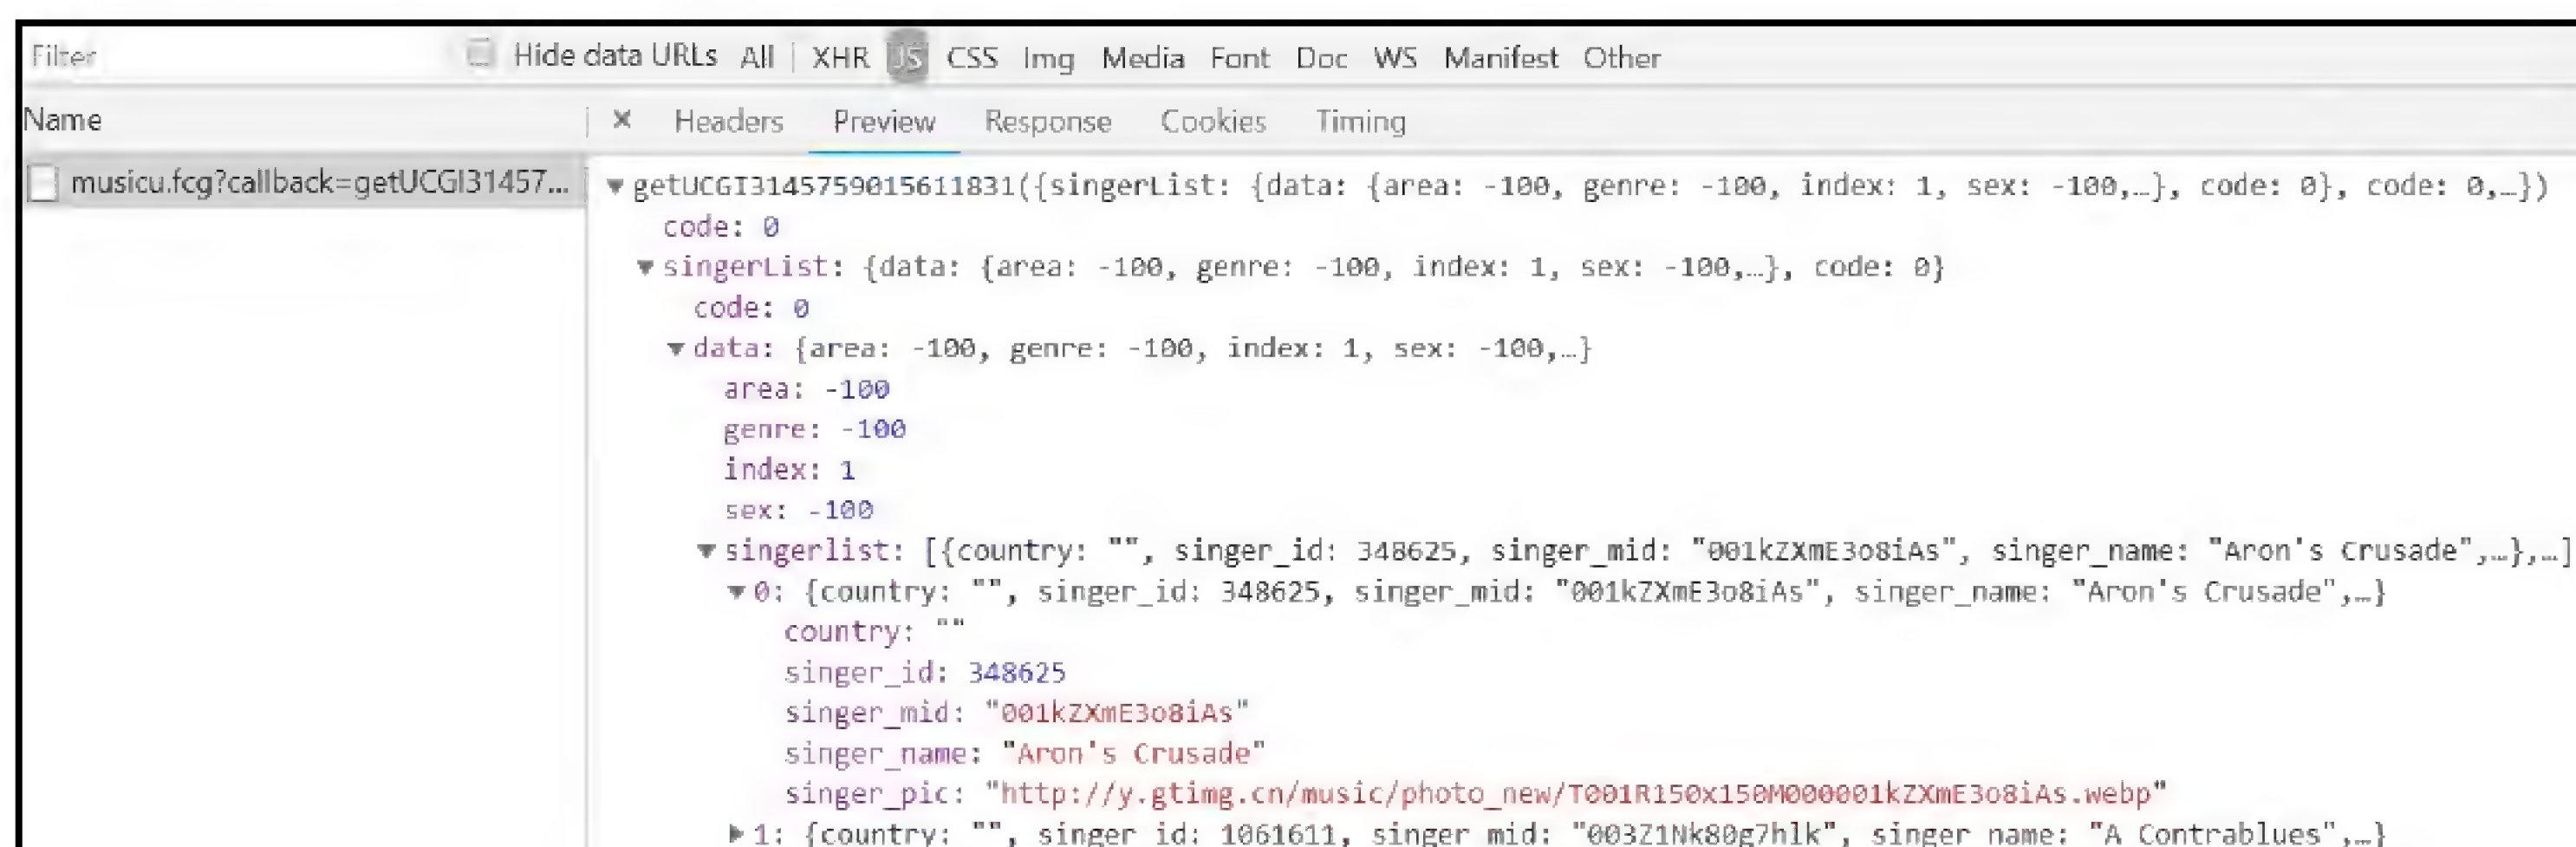 Filter Hide data URLs All XHR JS CSS Img Media Font Doc WS Manifest Other
Name × Headers Preview Response Cookies Timing
musicu.fcg?callback=getUCGI31457...
▼ getUCGI3145759015611831({singerList: {data: {area: -100, genre: -100, index: 1, sex: -100,…}, code: 0}, code: 0,…})
code: 0
▼ singerList: {data: {area: -100, genre: -100, index: 1, sex: -100,…}, code: 0}
code: 0
▼ data: {area: -100, genre: -100, index: 1, sex: -100,…}
area: -100
genre: -100
index: 1
sex: -100
▼ singerlist: [{country: "", singer_id: 348625, singer_mid: "001kZXmE3o8iAs", singer_name: "Aron's Crusade",…},…]
▼ 0: {country: "", singer_id: 348625, singer_mid: "001kZXmE3o8iAs", singer_name: "Aron's Crusade",…}
country: ""
singer_id: 348625
singer_mid: "001kZXmE3o8iAs"
singer_name: "Aron's Crusade"
singer_pic: "http://y.gtimg.cn/music/photo_new/T001R150x150M000001kZXmE3o8iAs.webp"
▶ 1: {country: "", singer_id: 1061611, singer_mid: "003Z1Nk80g7hlk", singer_name: "A Contrablues",…}